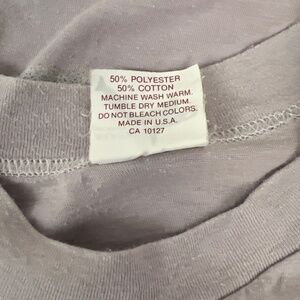 50% POLYESTER
50% COTTON
MACHINE WASH WARM.
TUMBLE DRY MEDIUM.
DO NOT BLEACH COLORS.
MADE IN U.S.A.
CA 10127